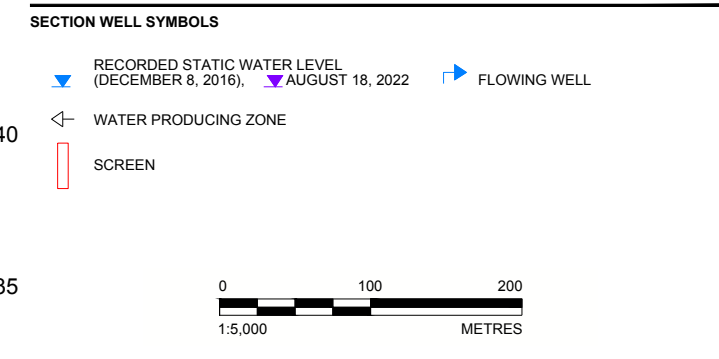 SECTION WELL SYMBOLS
RECORDED STATIC WATER LEVEL
(DECEMBER 8, 2016), AUGUST 18, 2022
FLOWING WELL
40
WATER PRODUCING ZONE
SCREEN
35
0 100 200
1:5,000 METRES